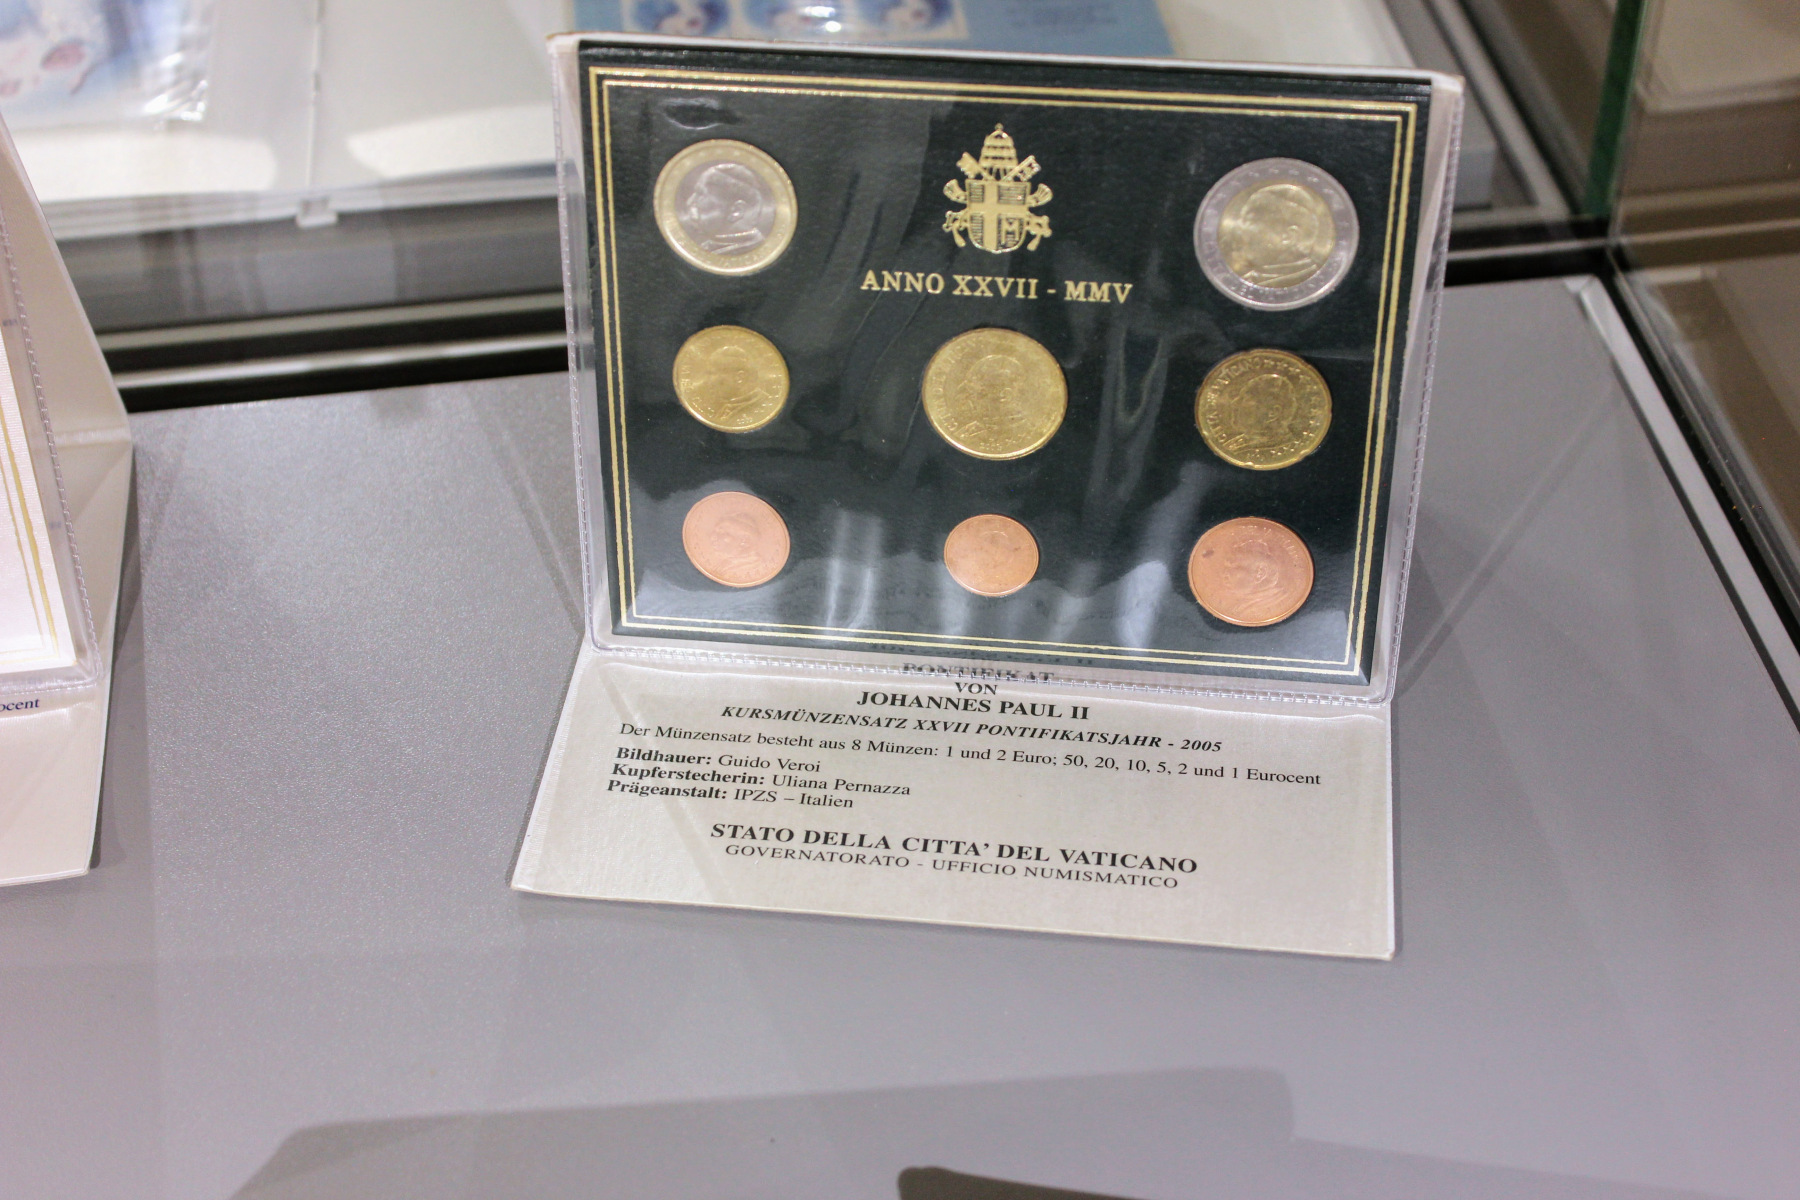 ANNO XXVII - MMV
PONTIFIKAT
VON
JOHANNES PAUL II
KURSMÜNZENSATZ XXVII PONTIFIKATSJAHR - 2005
Der Münzensatz besteht aus 8 Münzen: 1 und 2 Euro; 50, 20, 10, 5, 2 und 1 Eurocent
Bildhauer: Guido Veroi
Kupferstecherin: Uliana Pernazza
Prägeanstalt: IPZS – Italien
STATO DELLA CITTA' DEL VATICANO
GOVERNATORATO - UFFICIO NUMISMATICO
ocent